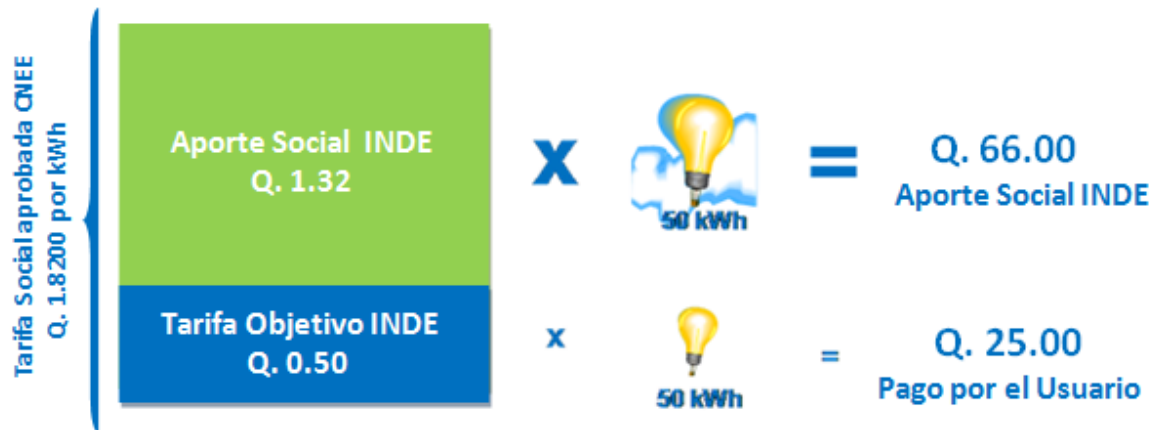 Tarifa Social aprobada CNEE
Q. 1.8200 por kWh
Aporte Social INDE
Q. 1.32
X
50 kWh
=
Q. 66.00
Aporte Social INDE
Tarifa Objetivo INDE
Q. 0.50
x
50 kWh
=
Q. 25.00
Pago por el Usuario